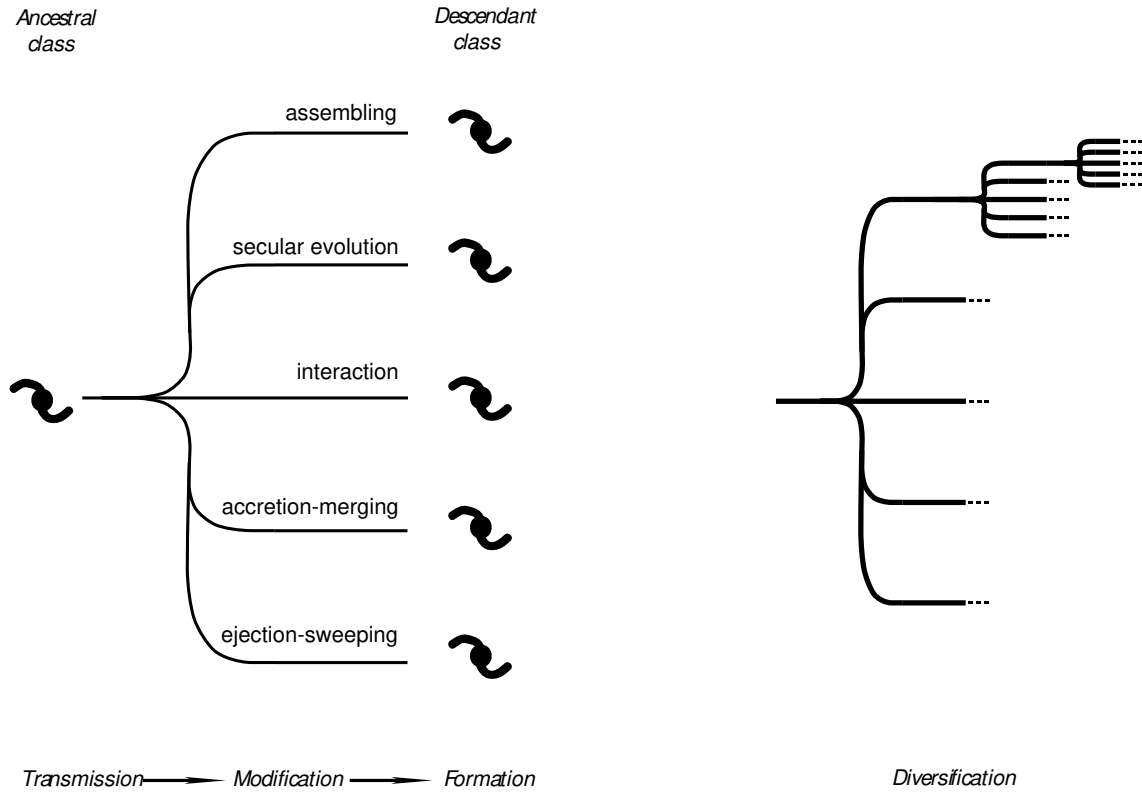 Ancestral
class
Descendant
class
assembling
secular evolution
interaction
accretion-merging
ejection-sweeping
Transmission Modification Formation
Diversification